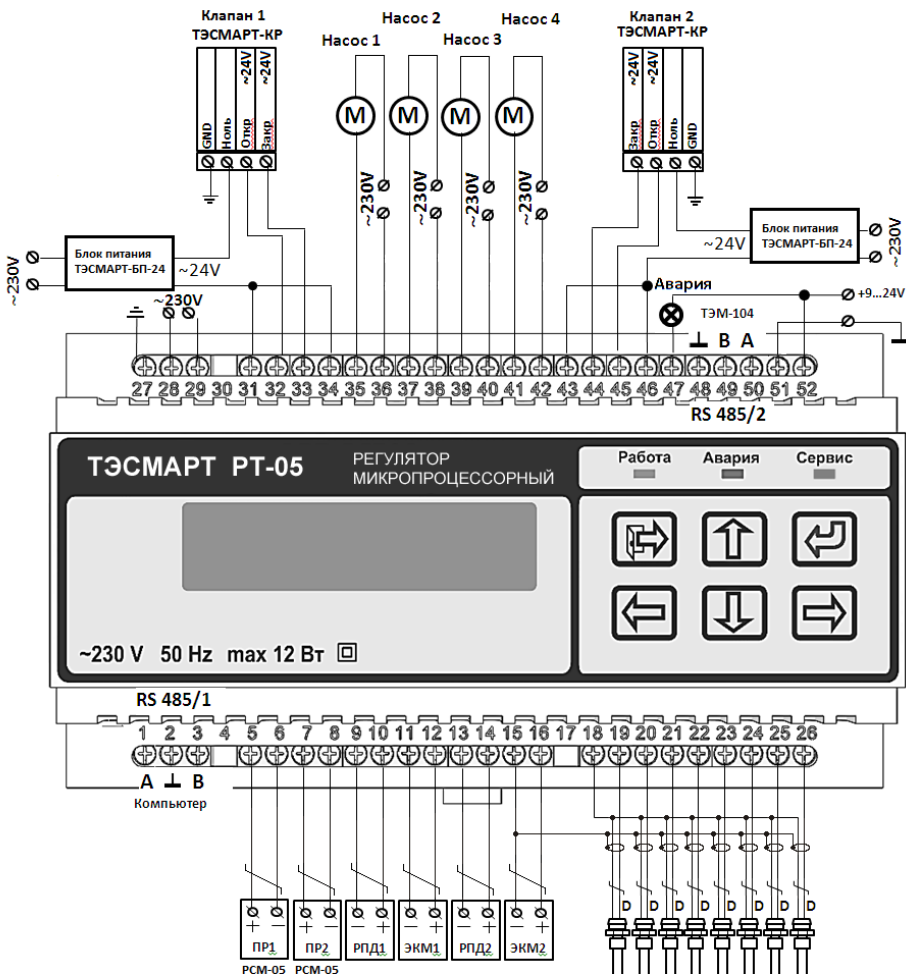 Клапан 1
ТЭСМАРТ-КР
Насос 1
Насос 2
Насос 3
Насос 4
Клапан 2
ТЭСМАРТ-КР
GND
Ноль
Откр ~24V
Закр ~24V
M M M M
Закр ~24V
Откр ~24V
Ноль
GND
~230V ~230V ~230V ~230V
~230V
Блок питания
ТЭСМАРТ-БП-24
~24V
~230V
~24V
Блок питания
ТЭСМАРТ-БП-24
~230V
Авария
ТЭМ-104
+9...24V
B A
27 28 29 30 31 32 33 34 35 36 37 38 39 40 41 42 43 44 45 46 47 48 49 50 51 52
RS 485/2
ТЭСМАРТ РТ-05
РЕГУЛЯТОР
МИКРОПРОЦЕССОРНЫЙ
Работа Авария Сервис
~230 V 50 Hz max 12 Вт
RS 485/1
1 2 3 4 5 6 7 8 9 10 11 12 13 14 15 16 17 18 19 20 21 22 23 24 25 26
A B
Компьютер
+ − + − − + − + + − − +
ПР1 ПР2 РПД1 ЭКМ1 РПД2 ЭКМ2
РСМ-05 РСМ-05
D D D D D D D D